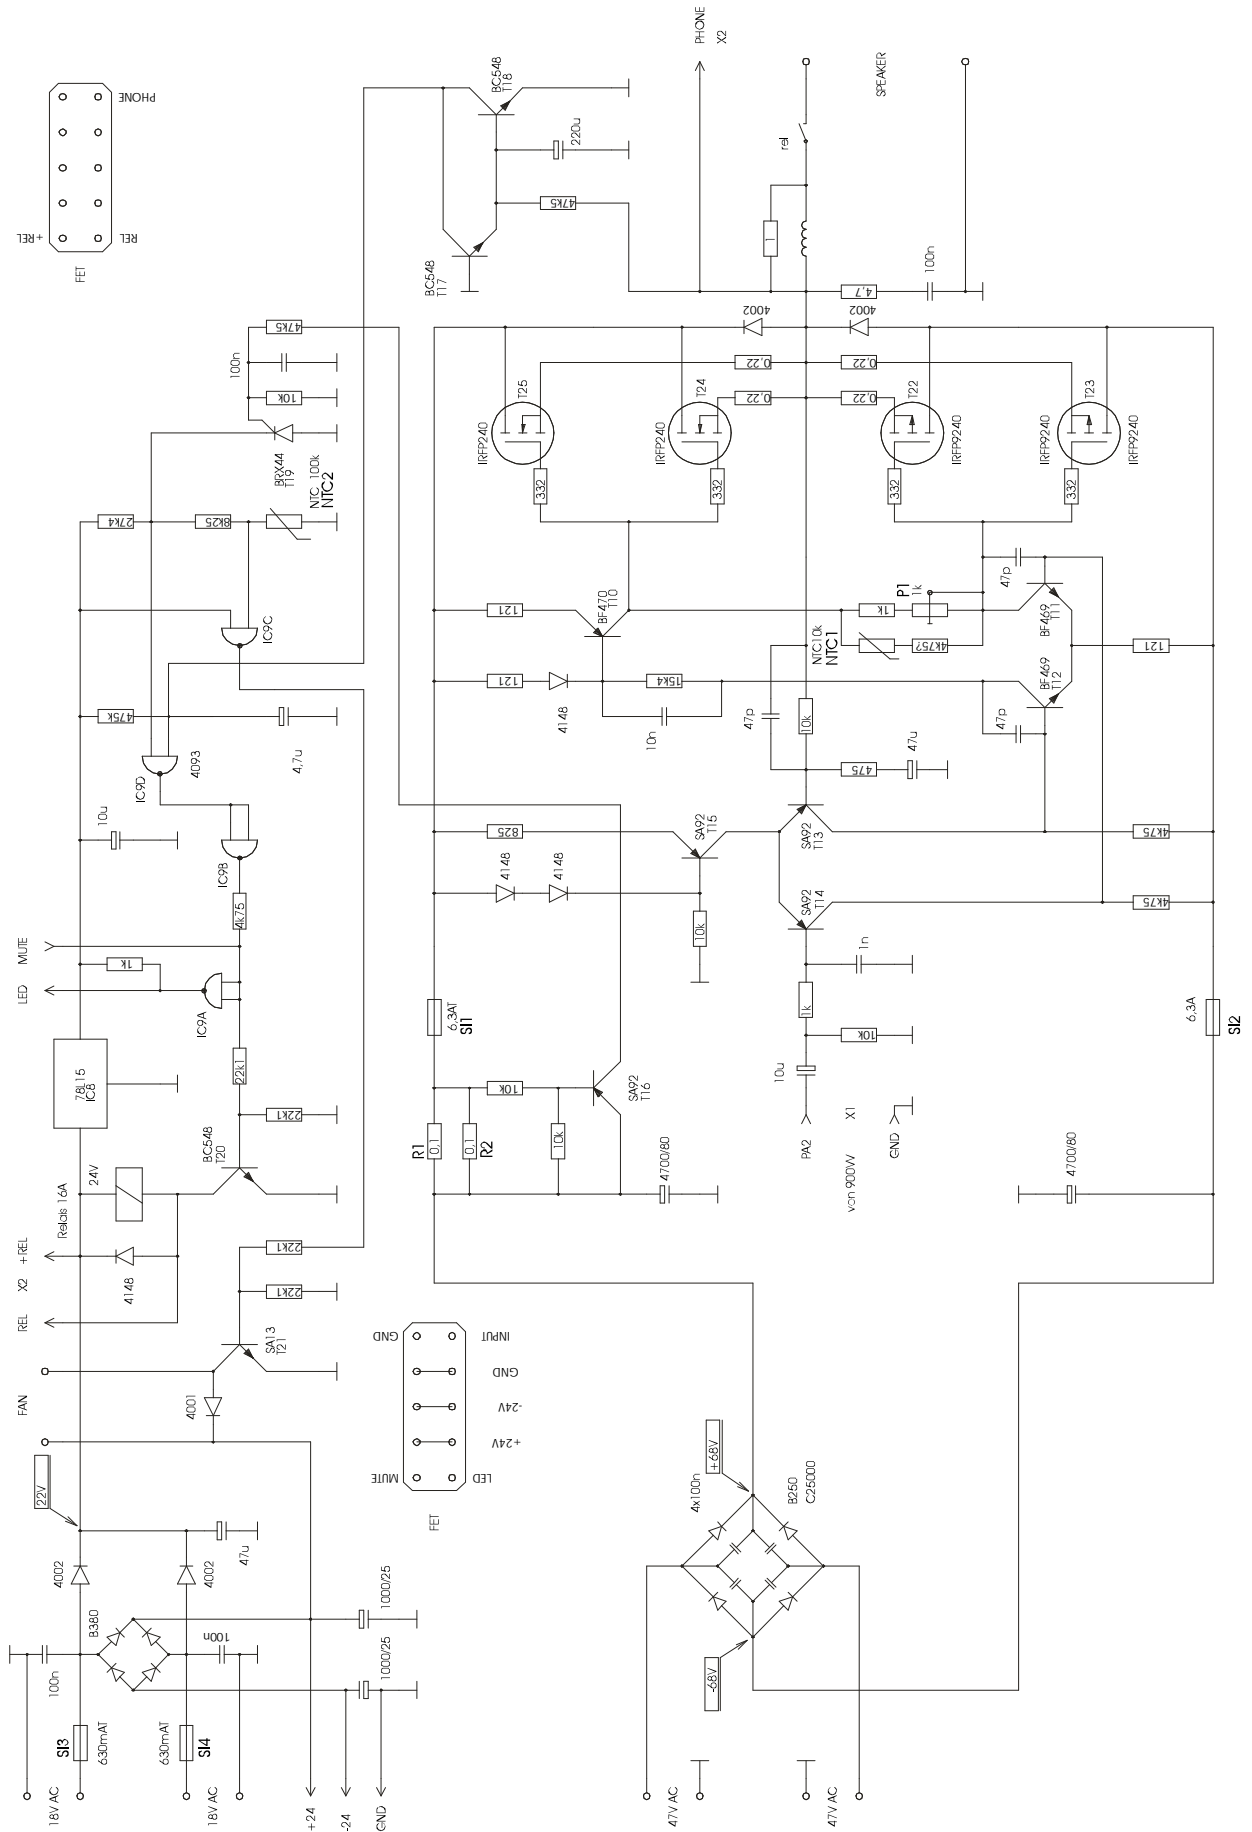 PHONE
X2
SPEAKER
BC548
T18
220u
rel
PHONE
+REL
REL
FET
47K5
BC548
T17
1
100n
4,7
4002
4002
47K5
100n
10k
BRX44
T19
NTC 100k
NTC2
27k4
8k25
IC9C
475k
4,7u
IC9D
4093
10u
IC9B
4k75
MUTE
LED
1k
IC9A
22k1
78L15
IC8
22k1
BC548
T20
24V
Relais 16A
+REL
X2
REL
4148
22k1
22k1
SA13
T21
FAN
4001
22V
4002
4002
47u
B380
100n
100n
1000/25
1000/25
SI3
630mAT
630mAT
SI4
18V AC
18V AC
+24
-24
GND
0,22
0,22
0,22
0,22
T25
T24
T22
T23
IRFP240
IRFP240
IRFP9240
IRFP9240
332
332
332
332
121
BF470
T10
121
4148
15k4
10n
47p
NTC10k
NTC1
10k
1k
P1
1k
4k75?
47p
BF469
T11
BF469
T12
47p
121
475
47u
825
SA92
T15
SA92
T13
4k75
4148
4148
SA92
T14
4k75
10k
1n
1k
10k
6,3AT
SI1
6,3A
SI2
10k
SA92
T16
10k
R1
0,1
0,1
R2
4700/80
10u
PA2
X1
GND
von 900VV
4700/80
GND
INPUT
GND
-24V
+24V
MUTE
LED
FET
+68V
4x100n
B250
C25000
-68V
47V AC
47V AC